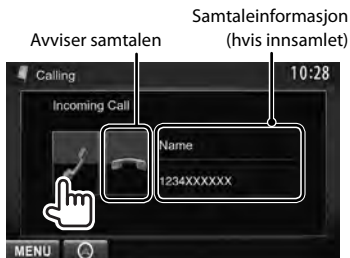 Samtaleinformasjon
Avviser samtalen (hvis innsamlet)
Calling 10:28
Incoming Call
Name
1234XXXXXX
MENU